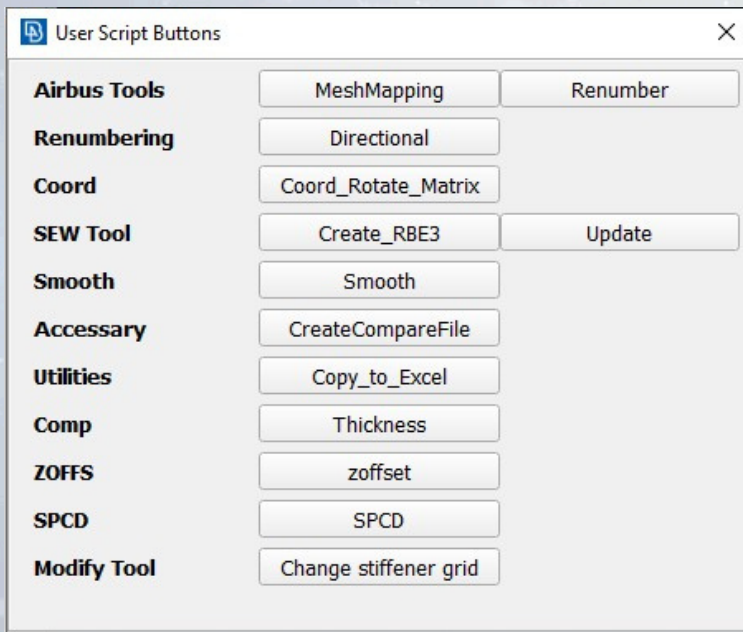 User Script Buttons
Airbus Tools MeshMapping Renumber
Renumbering Directional
Coord Coord_Rotate_Matrix
SEW Tool Create_RBE3 Update
Smooth Smooth
Accessary CreateCompareFile
Utilities Copy_to_Excel
Comp Thickness
ZOFFS zoffset
SPCD SPCD
Modify Tool Change stiffener grid